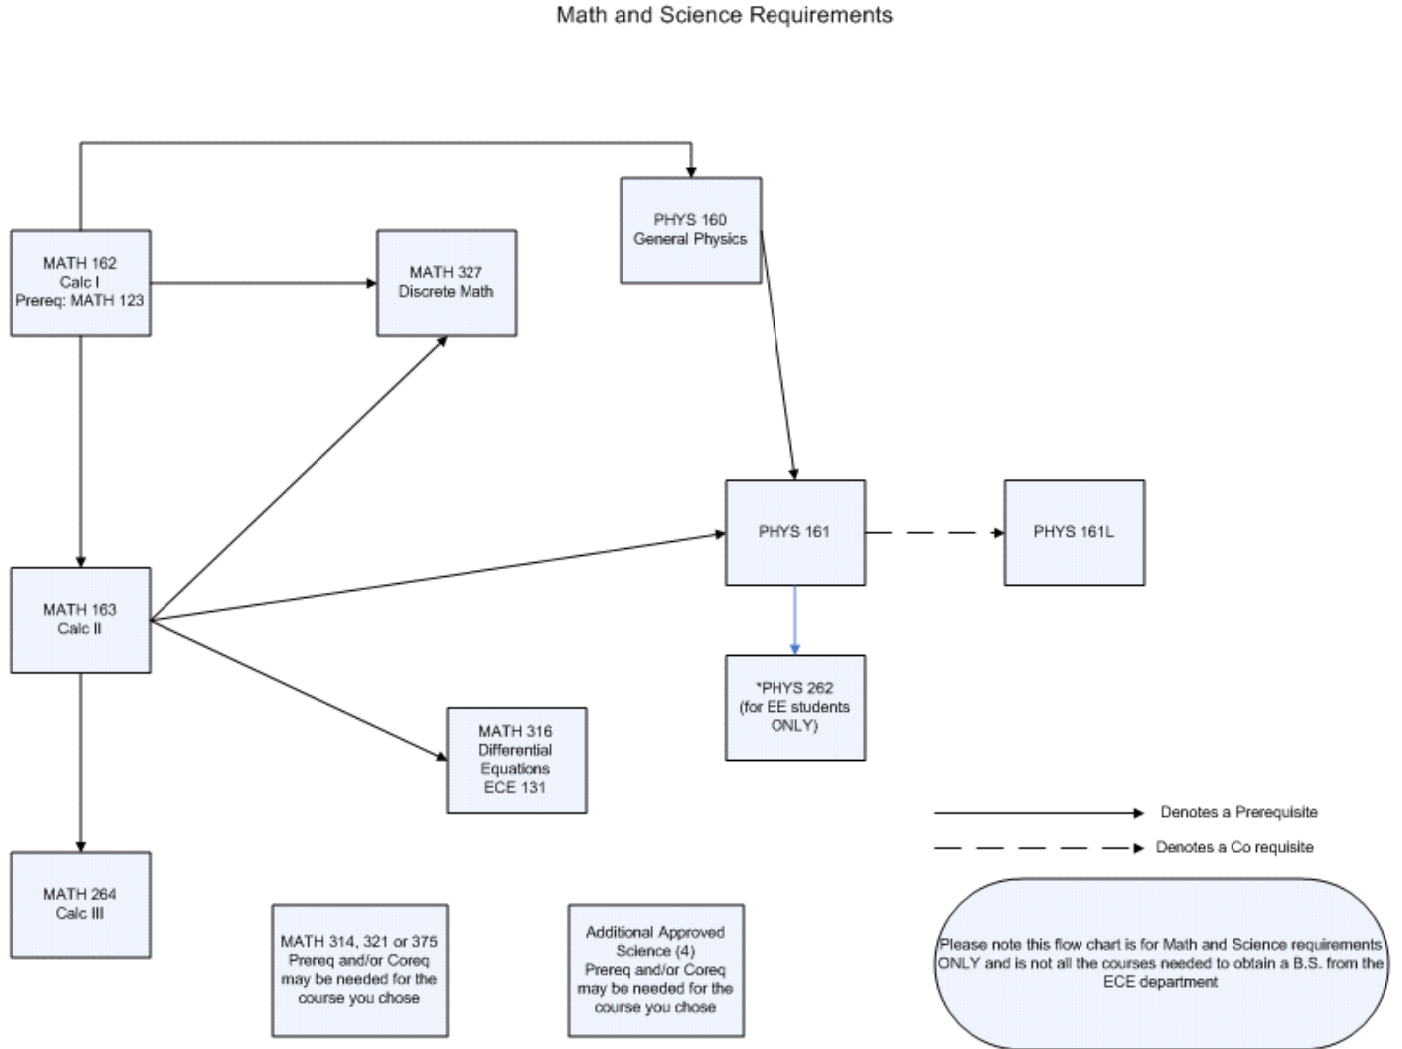 Math and Science Requirements
PHYS 160
General Physics
MATH 162
Calc I
Prereq: MATH 123
MATH 327
Discrete Math
PHYS 161
PHYS 161L
MATH 163
Calc II
*PHYS 262
(for EE students
ONLY)
MATH 316
Differential
Equations
ECE 131
Denotes a Prerequisite
Denotes a Co requisite
MATH 264
Calc III
MATH 314, 321 or 375
Prereq and/or Coreq
may be needed for the
course you chose
Additional Approved
Science (4)
Prereq and/or Coreq
may be needed for the
course you chose
Please note this flow chart is for Math and Science requirements
ONLY and is not all the courses needed to obtain a B.S. from the
ECE department